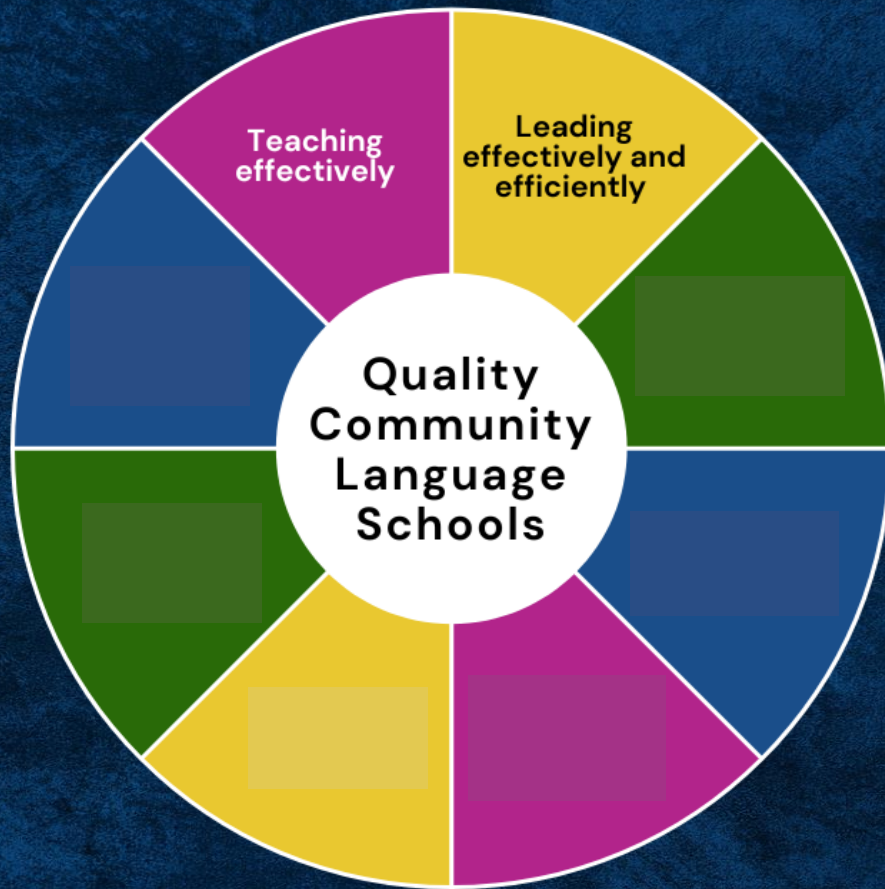 Teaching
effectively
Leading
effectively and
efficiently
Quality
Community
Language
Schools